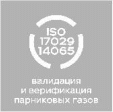 ISO
17029
14065
валидация
и верификация
парниковых газов